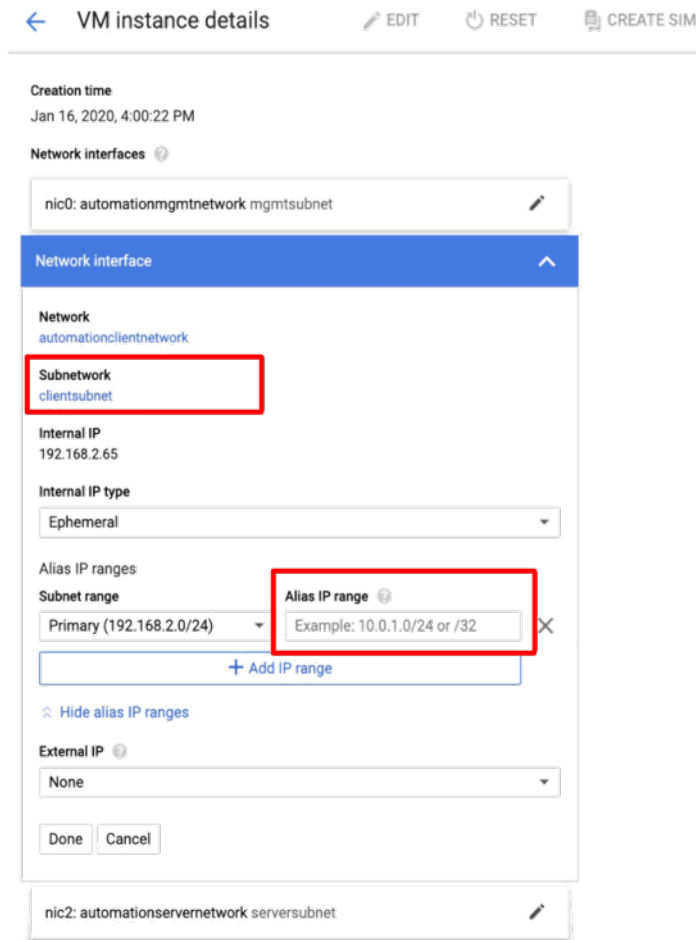 VM instance details
EDIT
RESET
CREATE SIM
Creation time
Jan 16, 2020, 4:00:22 PM
Network interfaces
nic0: automationmgmtnetwork mgmtsubnet
Network interface
Network
automationclientnetwork
Subnetwork
clientsubnet
Internal IP
192.168.2.65
Internal IP type
Ephemeral
Alias IP ranges
Subnet range
Alias IP range
Primary (192.168.2.0/24)
Example: 10.0.1.0/24 or /32
+ Add IP range
Hide alias IP ranges
External IP
None
Done
Cancel
nic2: automationservernetwork serversubnet